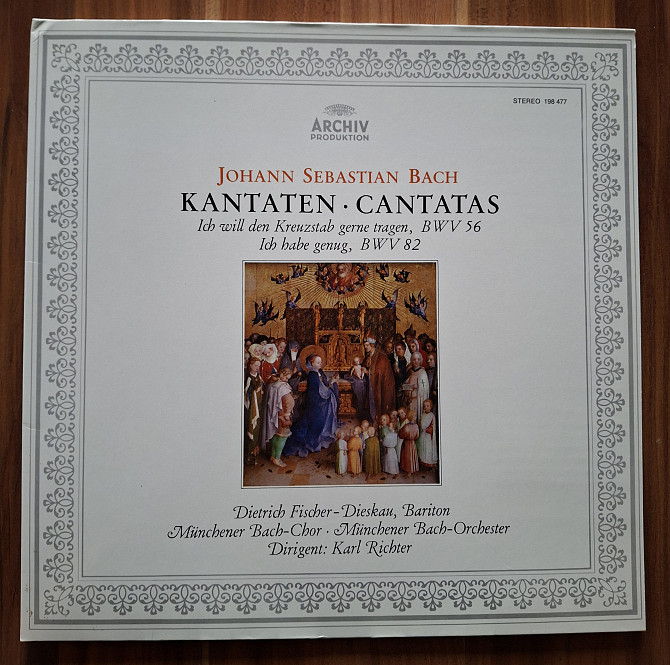 STEREO 198 477
ARCHIV
PRODUKTION
JOHANN SEBASTIAN BACH
KANTATEN · CANTATAS
Ich will den Kreuzstab gerne tragen, BWV 56
Ich habe genug, BWV 82
Dietrich Fischer-Dieskau, Bariton
Münchener Bach-Chor · Münchener Bach-Orchester
Dirigent: Karl Richter